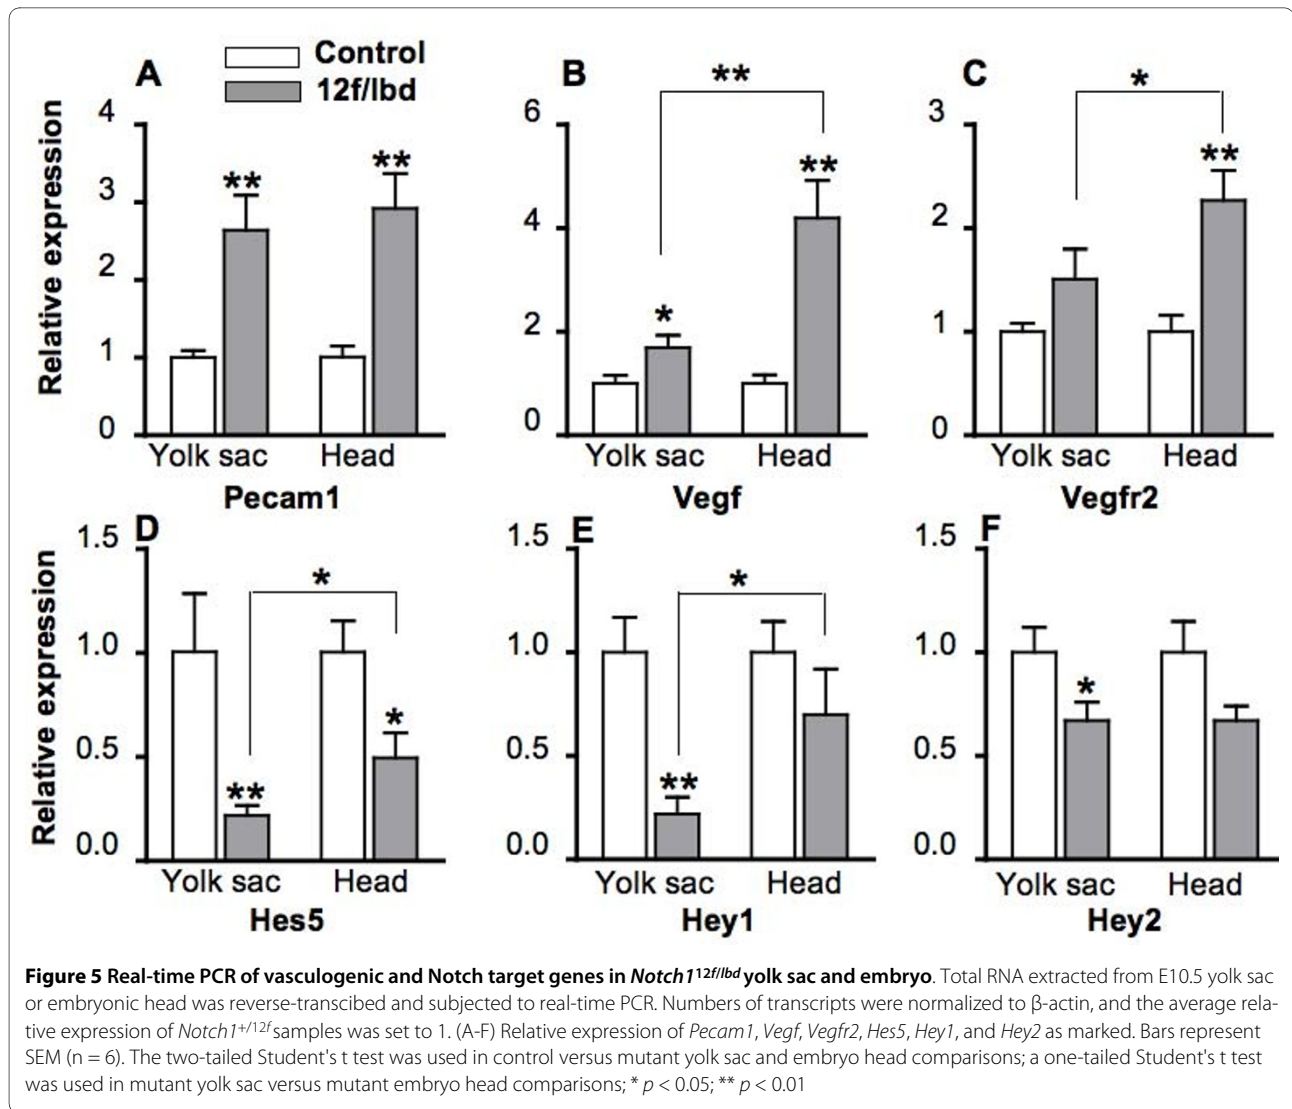 Control
12f/lbd
A
**
**
4
3
2
1
0
Relative expression
Yolk sac Head
Pecam1
B
**
*
**
6
4
2
0
Yolk sac Head
Vegf
C
*
**
3
2
1
0
Yolk sac Head
Vegfr2
D
*
**
*
1.5
1.0
0.5
0.0
Relative expression
Yolk sac Head
Hes5
E
*
**
1.5
1.0
0.5
0.0
Yolk sac Head
Hey1
F
*
1.5
1.0
0.5
0.0
Yolk sac Head
Hey2
Figure 5 Real-time PCR of vasculogenic and Notch target genes in Notch112f/lbd yolk sac and embryo. Total RNA extracted from E10.5 yolk sac
or embryonic head was reverse-transcibed and subjected to real-time PCR. Numbers of transcripts were normalized to β-actin, and the average rela-
tive expression of Notch1+/12f samples was set to 1. (A-F) Relative expression of Pecam1, Vegf, Vegfr2, Hes5, Hey1, and Hey2 as marked. Bars represent
SEM (n = 6). The two-tailed Student's t test was used in control versus mutant yolk sac and embryo head comparisons; a one-tailed Student's t test
was used in mutant yolk sac versus mutant embryo head comparisons; * p < 0.05; ** p < 0.01